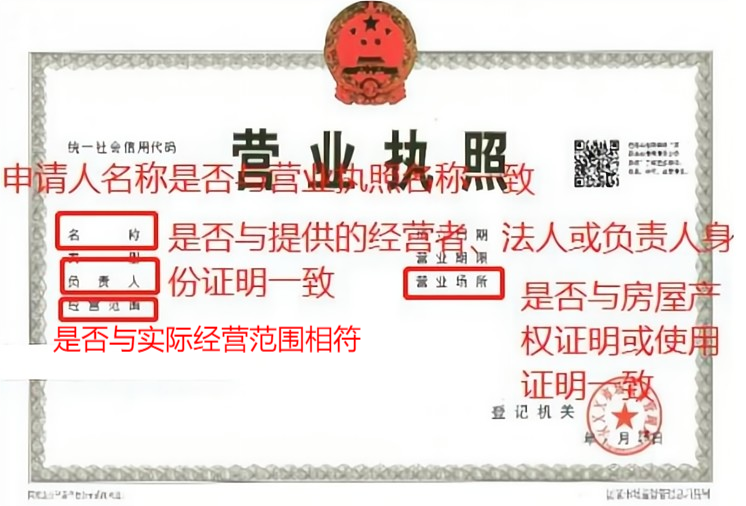 统一社会信用代码
营业执照
申请人名称是否与营业执照名称一致
名 称
是否与提供的经营者、法人或负责人身
份证明一致
负 责 人
经营范围
是否与实际经营范围相符
营业期限
营业场所
是否与房屋产
权证明或使用
证明一致
登记机关
年 月 日